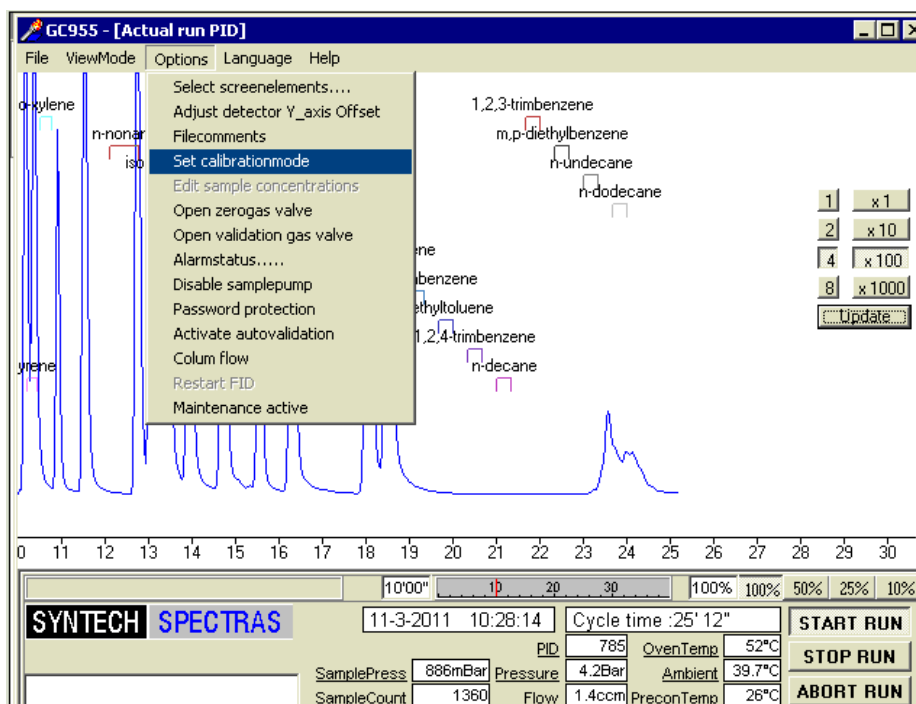 GC955 - [Actual run PID]
File ViewMode Options Language Help
Select screenelements....
Adjust detector Y_axis Offset
Filecomments
Set calibrationmode
Edit sample concentrations
Open zerogas valve
Open validation gas valve
Alarmstatus.....
Disable samplepump
Password protection
Activate autovalidation
Colum flow
Restart FID
Maintenance active
o-xylene
n-nonar
iso
yrene
1,2,3-trimbenzene
m,p-diethylbenzene
n-undecane
n-dodecane
ene
benzene
ethyltoluene
1,2,4-trimbenzene
n-decane
1 x 1
2 x 10
4 x 100
8 x 1000
Update
0 11 12 13 14 15 16 17 18 19 20 21 22 23 24 25 26 27 28 29 30
10'00" 10 20 30 100% 100% 50% 25% 10%
SYNTECH SPECTRAS
11-3-2011 10:28:14 Cycle time :25' 12"
START RUN
PID 785 OvenTemp 52°C
STOP RUN
SamplePress 886mBar Pressure 4.2Bar Ambient 39.7°C
SampleCount 1360 Flow 1.4ccm PreconTemp 26°C
ABORT RUN